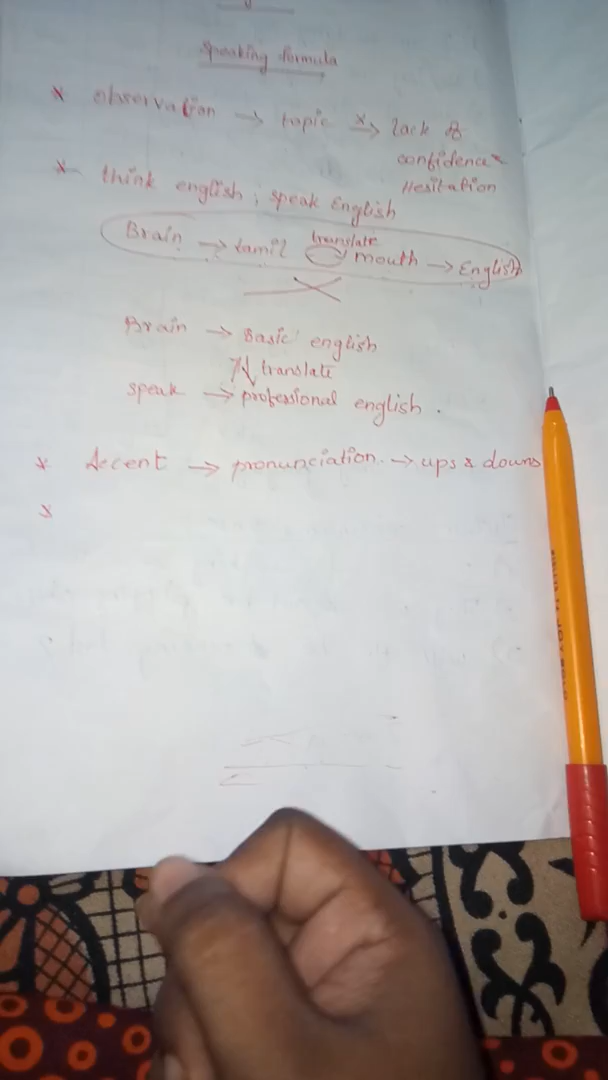 Speaking formula
* observation → topic x→ lack of
confidence x
Hesitation
* think english ; speak English
Brain → tamil translate mouth → English
Brain → Basic english
translate
speak → professional english .
* Accent → pronunciation. → ups & downs
*